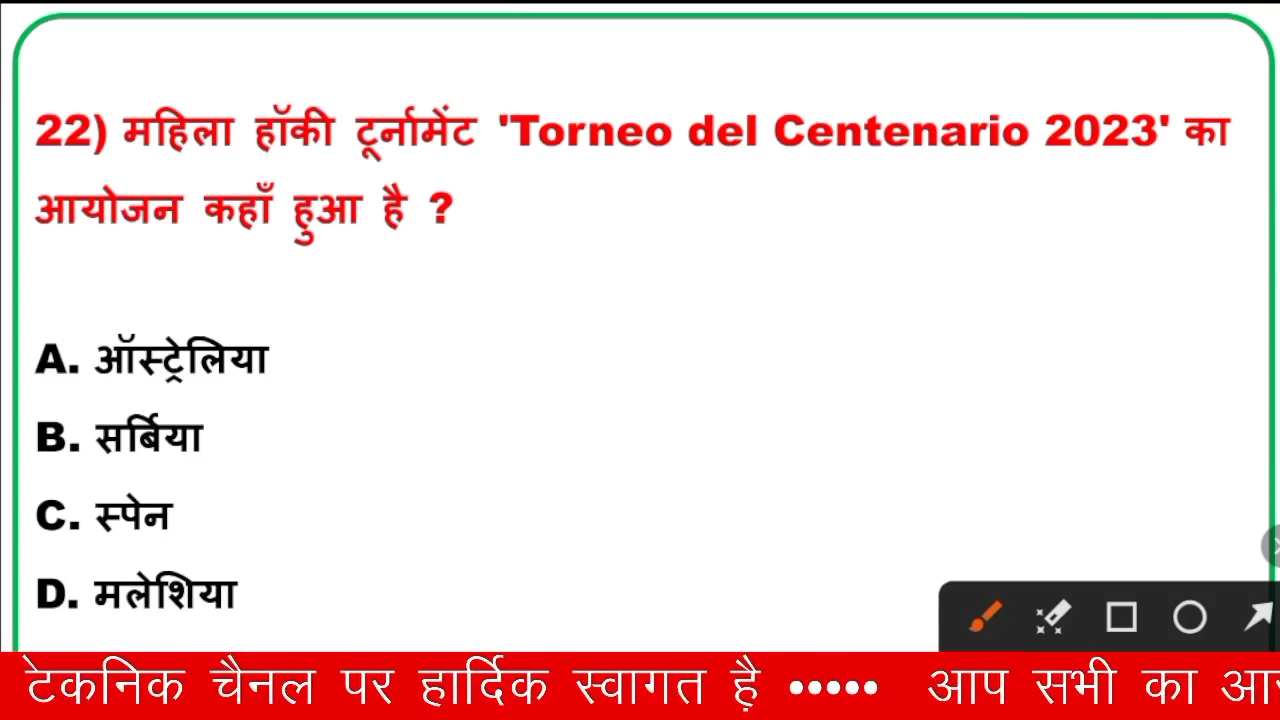 22) महिला हॉकी टूर्नामेंट 'Torneo del Centenario 2023' का
आयोजन कहाँ हुआ है ?
A. ऑस्ट्रेलिया
B. सर्बिया
C. स्पेन
D. मलेशिया
टेकनिक चैनल पर हार्दिक स्वागत है़ ••••• आप सभी का